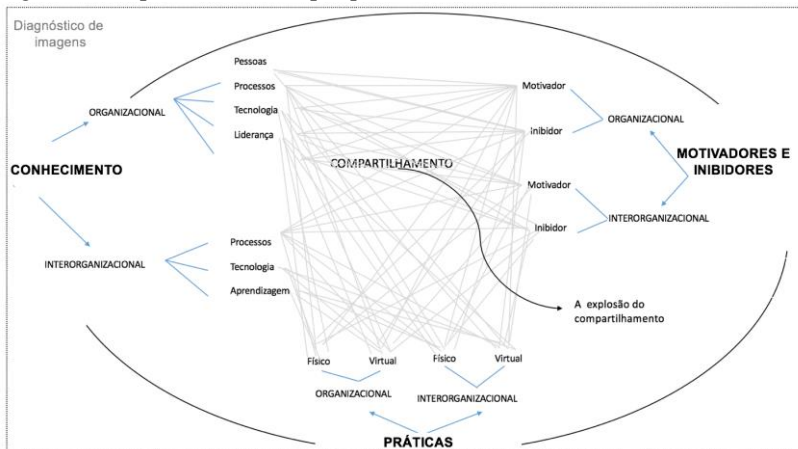 Diagnóstico de
imagens
Pessoas
Processos
Tecnologia
Liderança
ORGANIZACIONAL
CONHECIMENTO
INTERORGANIZACIONAL
Processos
Tecnologia
Aprendizagem
COMPARTILHAMENTO
Motivador
Inibidor
ORGANIZACIONAL
MOTIVADORES E
INIBIDORES
Motivador
Inibidor
INTERORGANIZACIONAL
A explosão do
compartilhamento
Físico Virtual Físico Virtual
ORGANIZACIONAL INTERORGANIZACIONAL
PRÁTICAS